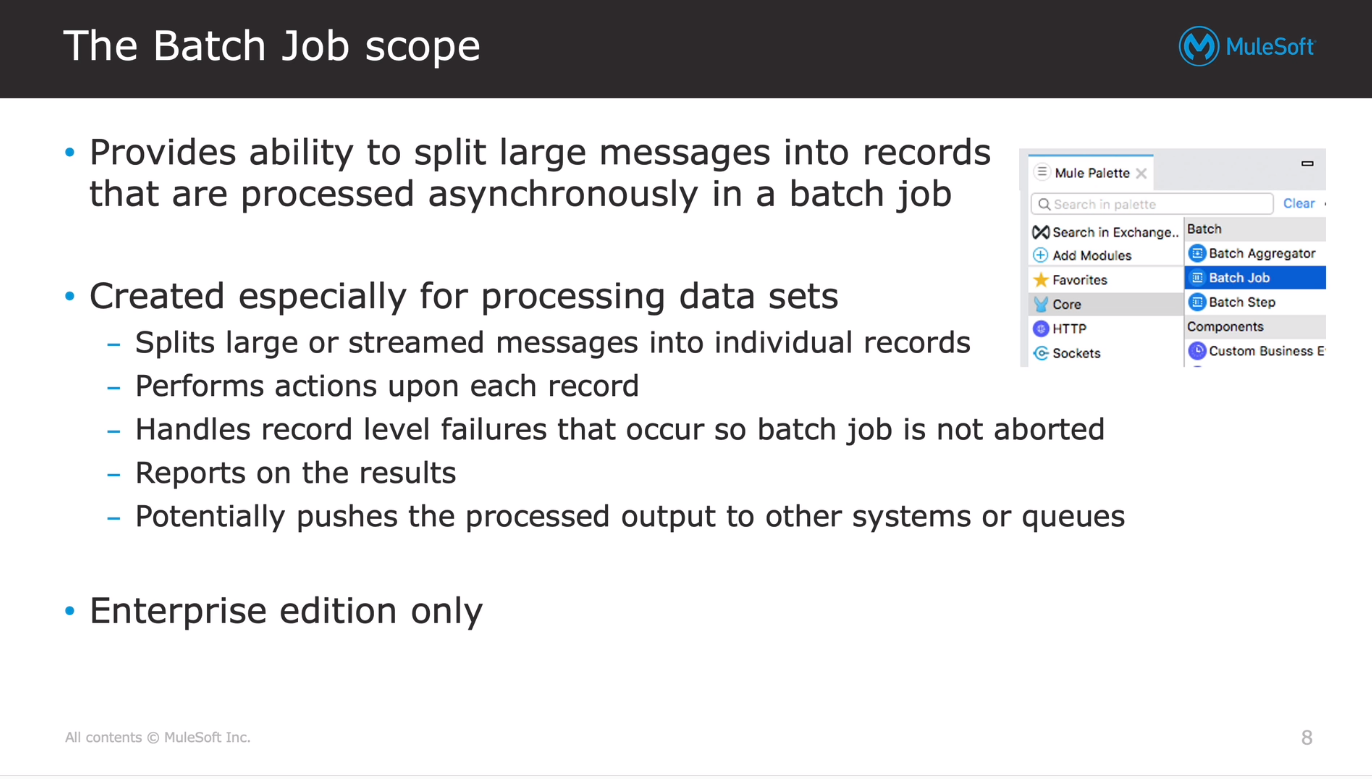 The Batch Job scope
MuleSoft
• Provides ability to split large messages into records
that are processed asynchronously in a batch job
• Created especially for processing data sets
– Splits large or streamed messages into individual records
– Performs actions upon each record
– Handles record level failures that occur so batch job is not aborted
– Reports on the results
– Potentially pushes the processed output to other systems or queues
• Enterprise edition only
Mule Palette
Search in palette
Clear
Search in Exchange..
Add Modules
Favorites
Core
HTTP
Sockets
Batch
Batch Aggregator
Batch Job
Batch Step
Components
Custom Business E
All contents © MuleSoft Inc.
8